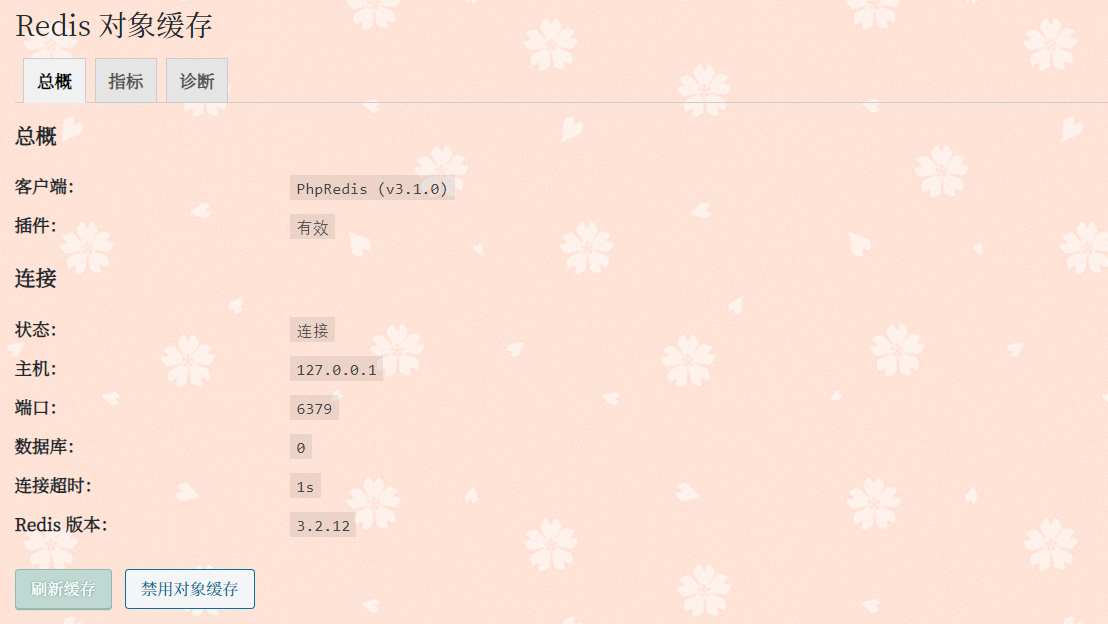 Redis 对象缓存
总概 指标 诊断
总概
客户端: PhpRedis (v3.1.0)
插件: 有效
连接
状态: 连接
主机: 127.0.0.1
端口: 6379
数据库: 0
连接超时: 1s
Redis 版本: 3.2.12
刷新缓存 禁用对象缓存